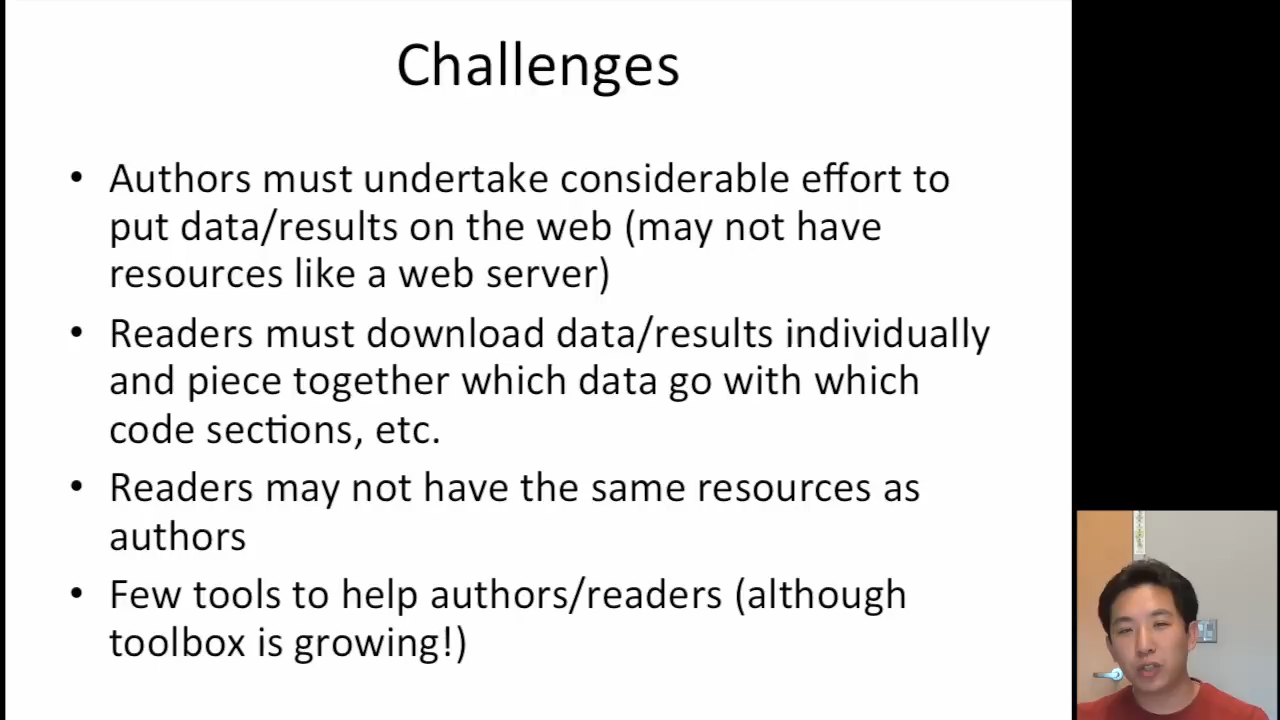 Challenges
• Authors must undertake considerable effort to
put data/results on the web (may not have
resources like a web server)
• Readers must download data/results individually
and piece together which data go with which
code sections, etc.
• Readers may not have the same resources as
authors
• Few tools to help authors/readers (although
toolbox is growing!)